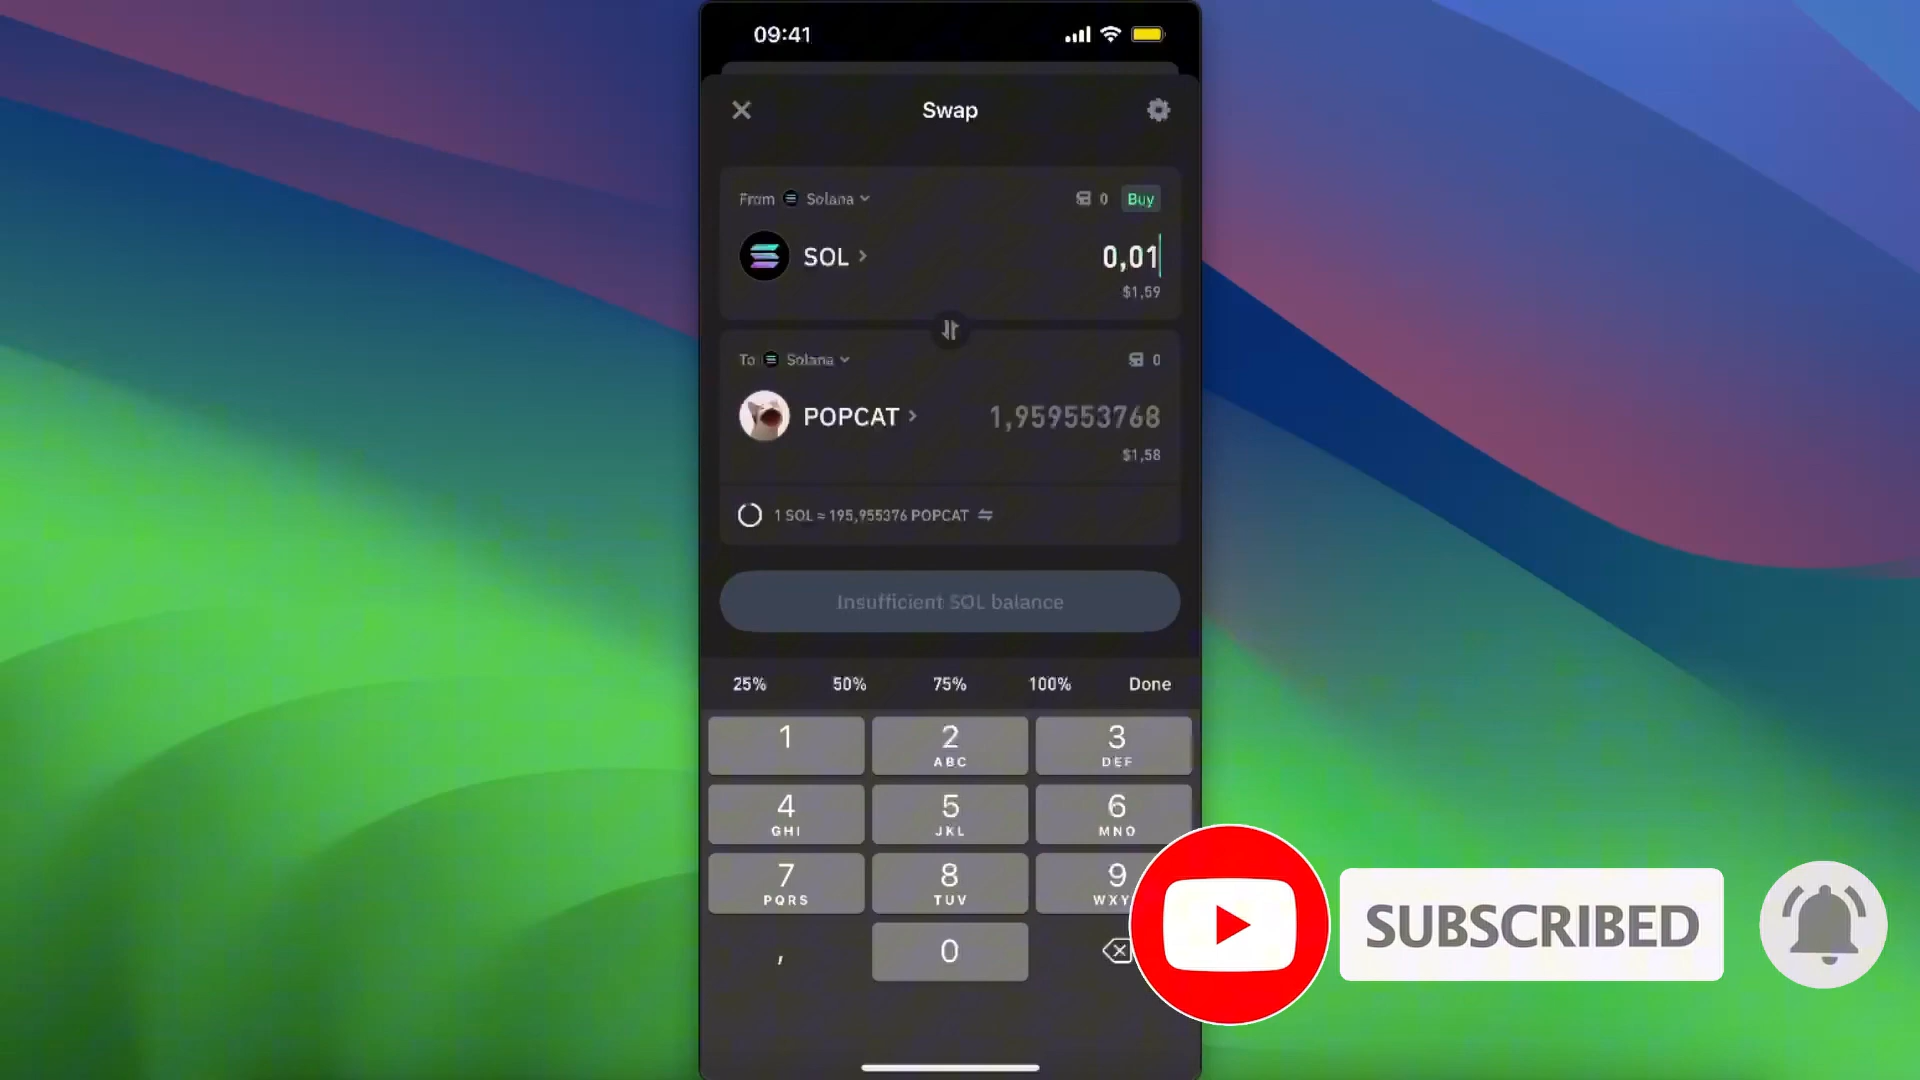 09:41
Swap
From Solana 0 Buy
SOL 0,01
$1,59
To Solana 0
POPCAT 1,959553768
$1,58
1 SOL ≈ 195,955376 POPCAT
Insufficient SOL balance
25% 50% 75% 100% Done
1 2 3
ABC DEF
4 5 6
GHI JKL MNO
7 8 9
PQRS TUV WXY
, 0
SUBSCRIBED